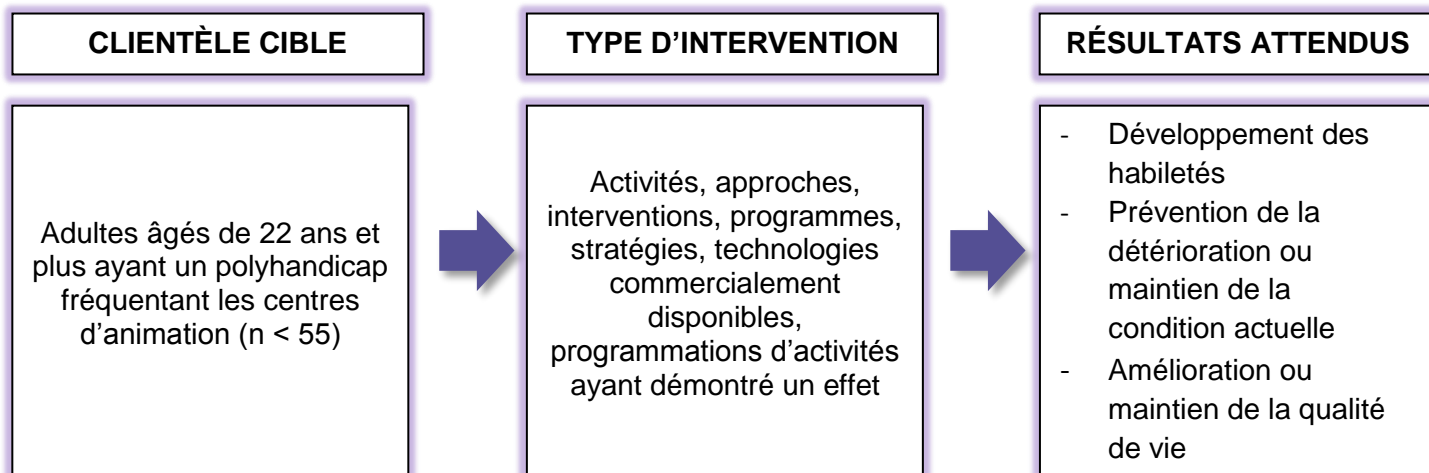 CLIENTÈLE CIBLE
TYPE D’INTERVENTION
RÉSULTATS ATTENDUS
Adultes âgés de 22 ans et
plus ayant un polyhandicap
fréquentant les centres
d’animation (n < 55)
Activités, approches,
interventions, programmes,
stratégies, technologies
commercialement
disponibles,
programmations d’activités
ayant démontré un effet
- Développement des
habiletés
- Prévention de la
détérioration ou
maintien de la
condition actuelle
- Amélioration ou
maintien de la qualité
de vie